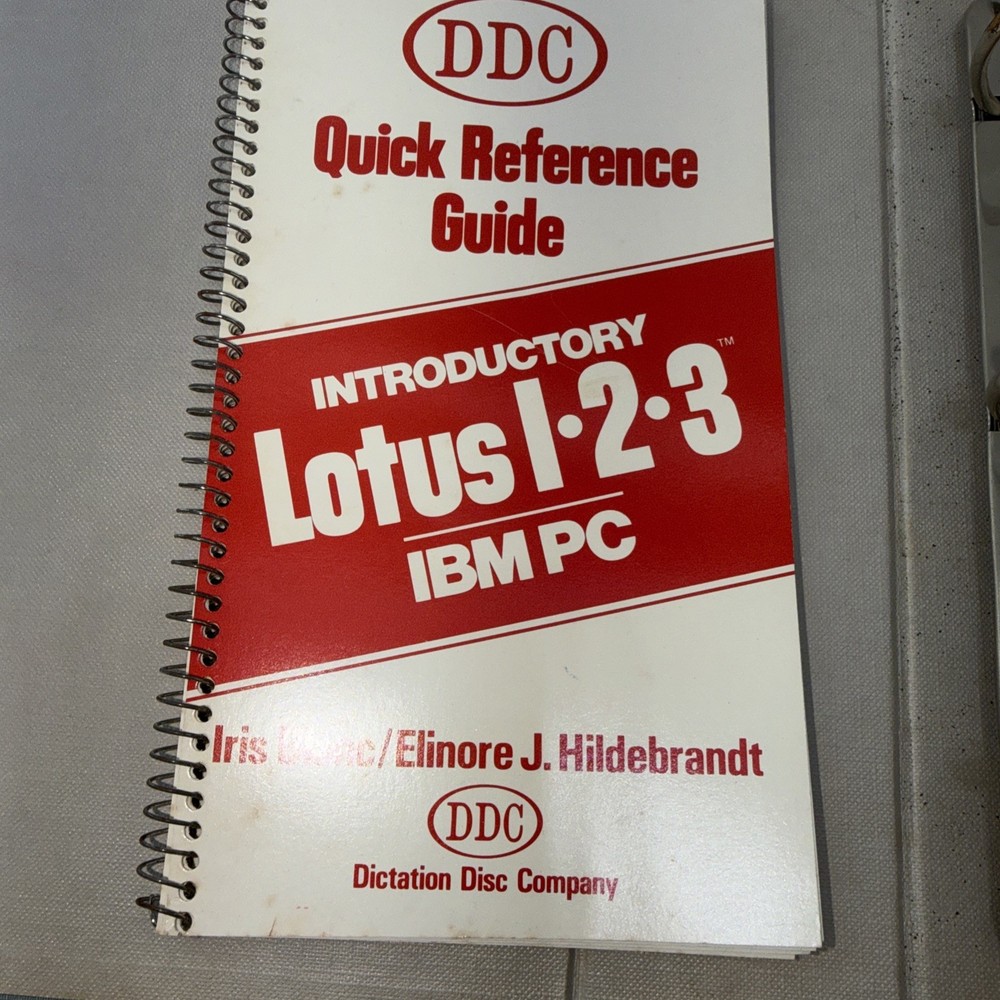 DDC
Quick Reference
Guide
INTRODUCTORY
Lotus 1•2•3™
IBM PC
Iris /Elinore J. Hildebrandt
DDC
Dictation Disc Company